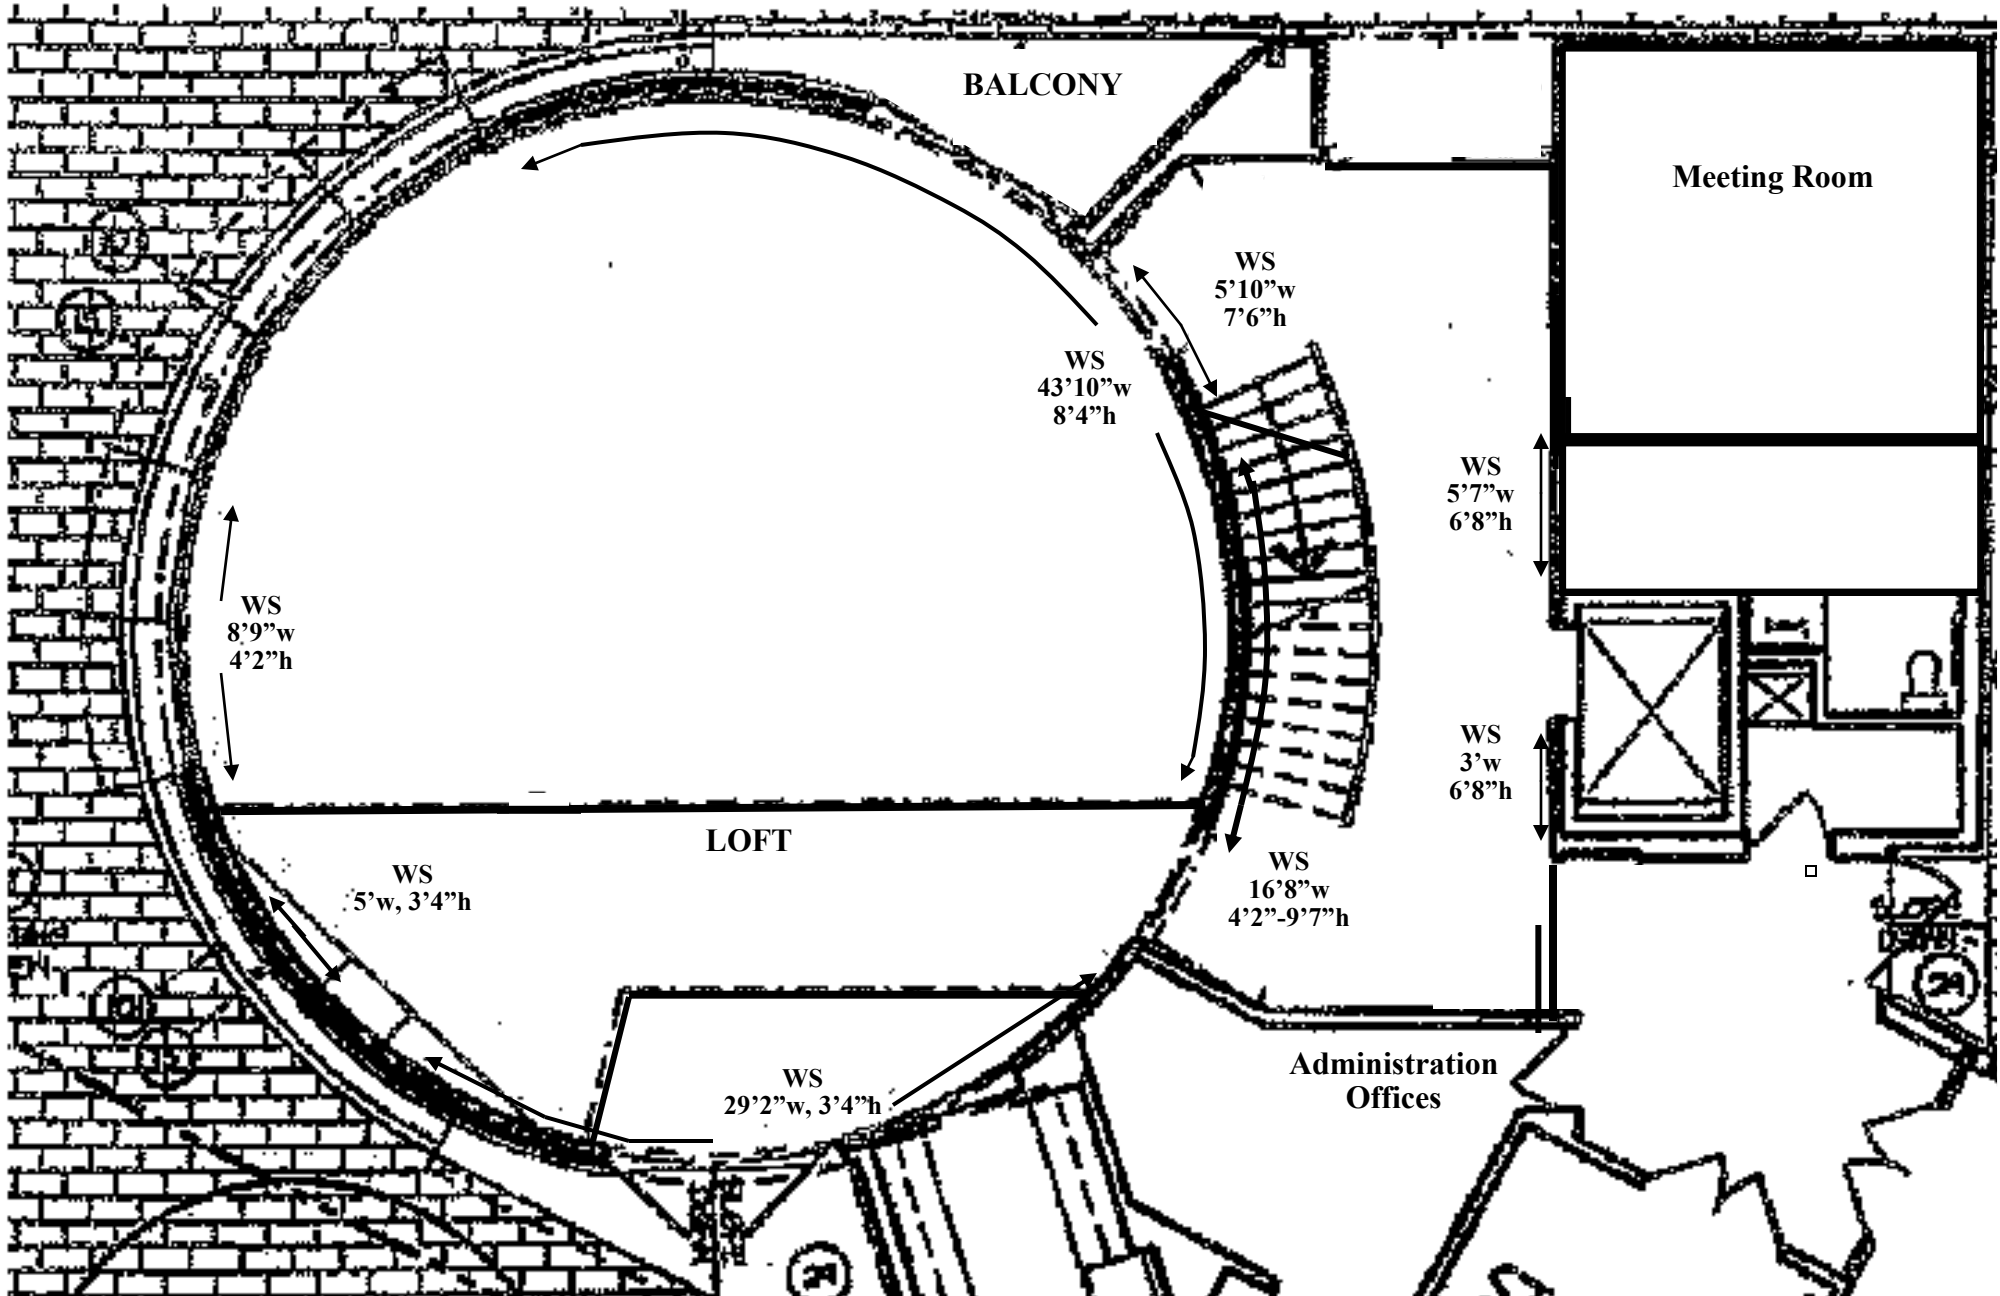 BALCONY
Meeting Room
WS
5’10”w
7’6”h
WS
43’10”w
8’4”h
WS
5’7”w
6’8”h
WS
8’9”w
4’2”h
WS
3’w
6’8”h
LOFT
WS
5’w, 3’4”h
WS
16’8”w
4’2”-9’7”h
WS
29’2”w, 3’4”h
Administration
Offices